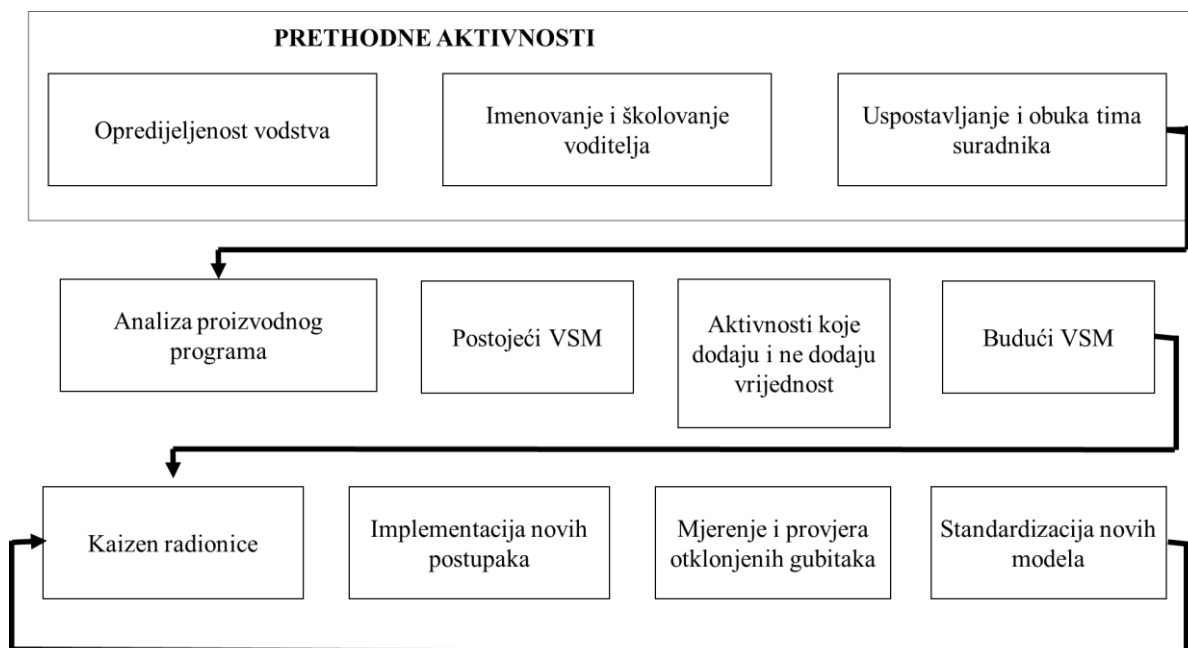 PRETHODNE AKTIVNOSTI
Opredijeljenost vodstva
Imenovanje i školovanje
voditelja
Uspostavljanje i obuka tima
suradnika
Analiza proizvodnog
programa
Postojeći VSM
Aktivnosti koje
dodaju i ne dodaju
vrijednost
Budući VSM
Kaizen radionice
Implementacija novih
postupaka
Mjerenje i provjera
otklonjenih gubitaka
Standardizacija novih
modela